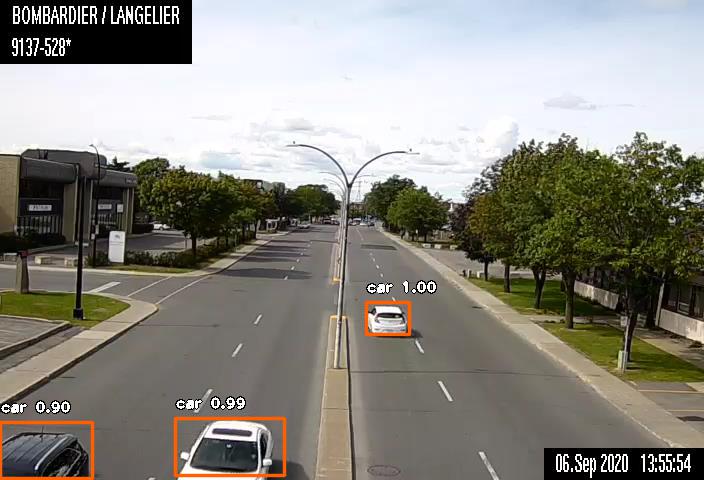 BOMBARDIER / LANGELIER
9137-528*
car 1.00
car 0.90
car 0.99
06.Sep 2020 13:55:54